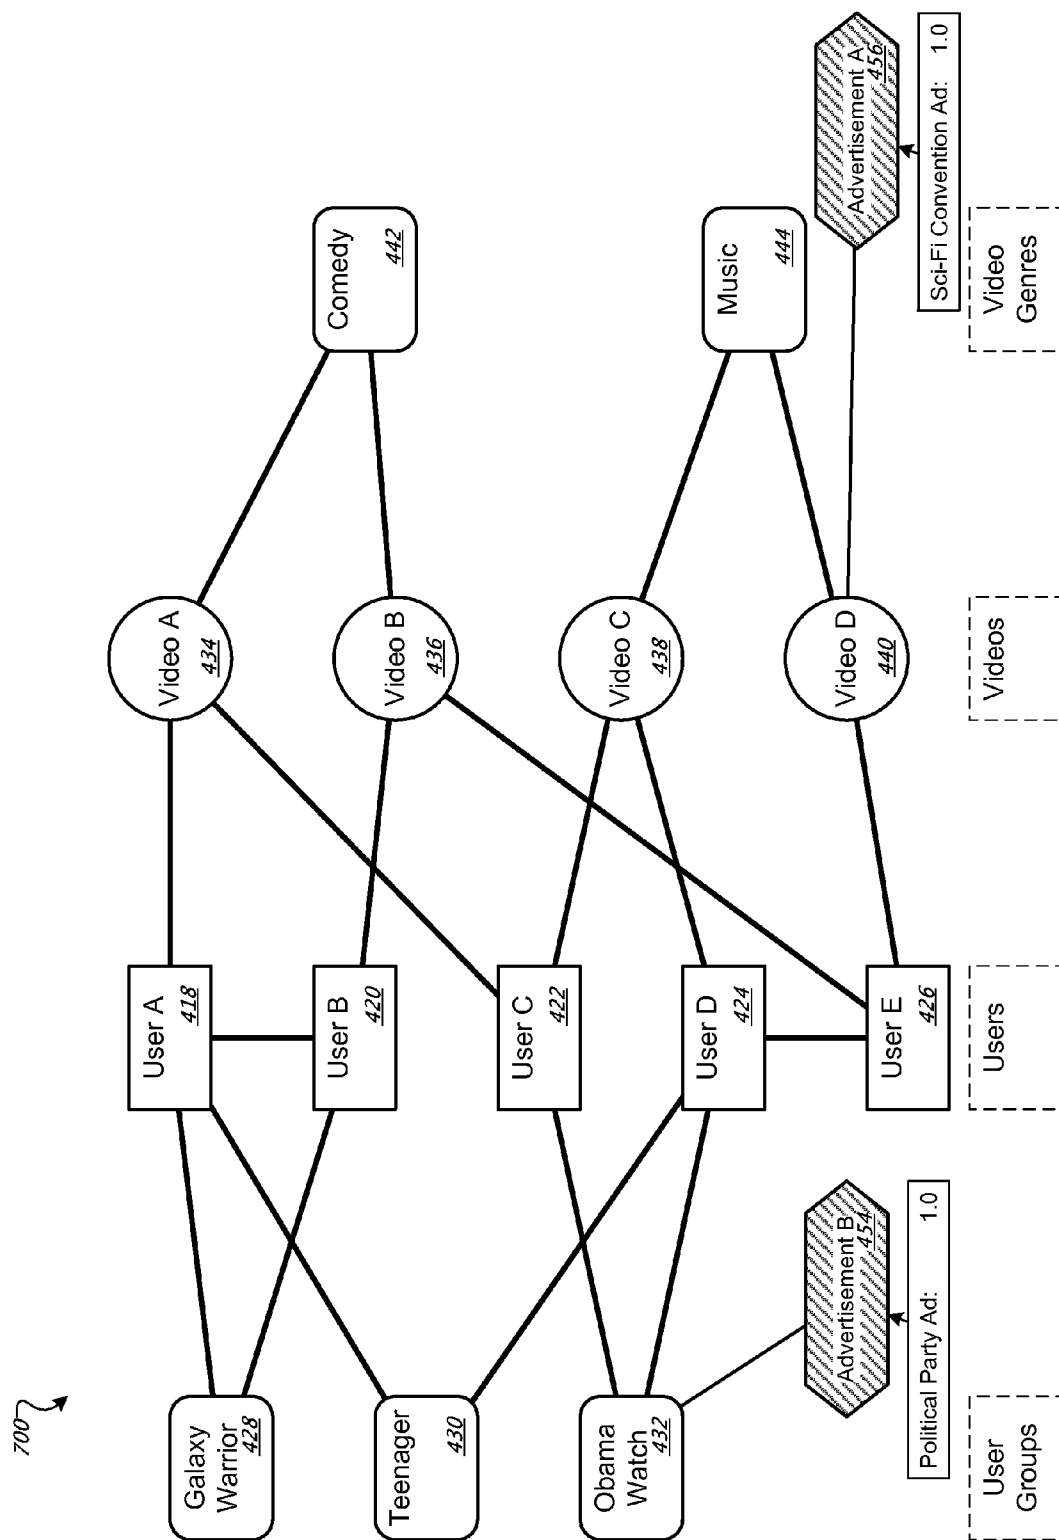 700
Galaxy
Warrior
428
Teenager
430
Obama
Watch
432
Advertisement B
454
Political Party Ad: 1.0
User
Groups
User A
418
User B
420
User C
422
User D
424
User E
426
Users
Video A
434
Video B
436
Video C
438
Video D
440
Videos
Comedy
442
Music
444
Advertisement A
456
Sci-Fi Convention Ad: 1.0
Video
Genres